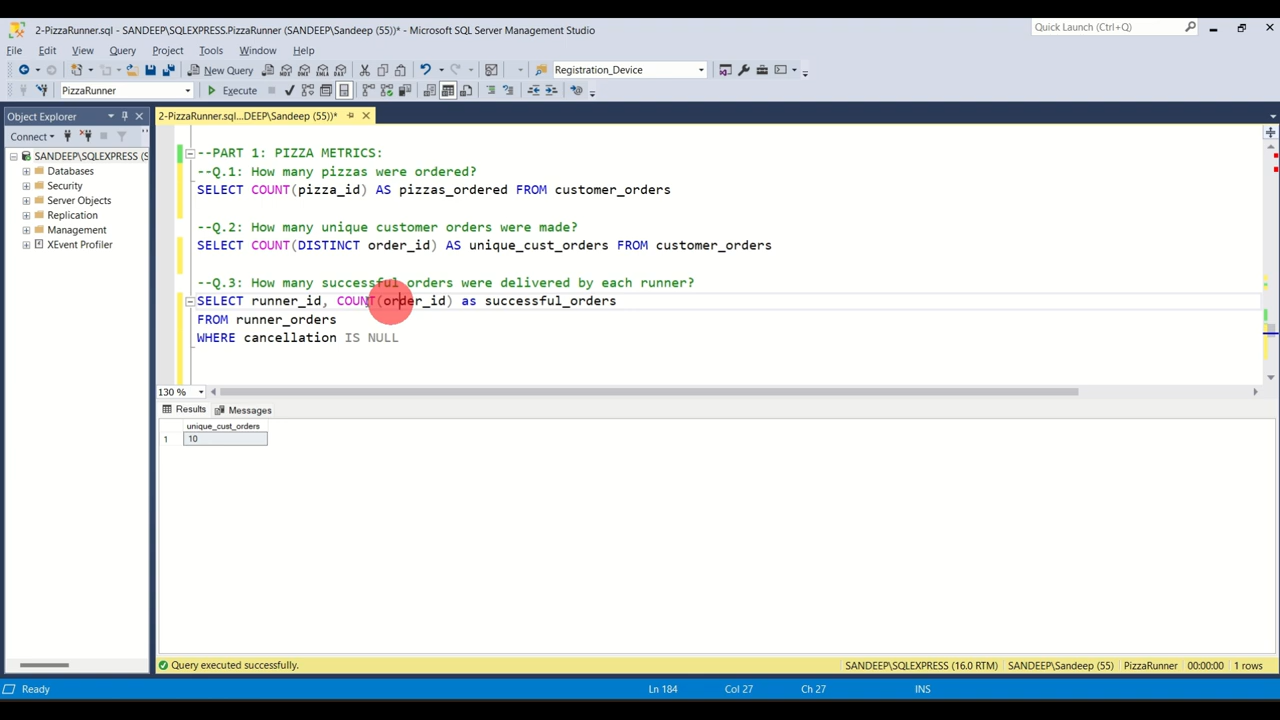 2-PizzaRunner.sql - SANDEEP\SQLEXPRESS.PizzaRunner (SANDEEP\Sandeep (55))* - Microsoft SQL Server Management Studio
Quick Launch (Ctrl+Q)
File Edit View Query Project Tools Window Help
New Query
MDX DMX XMLA DAX
Registration_Device
PizzaRunner
Execute
Object Explorer
2-PizzaRunner.sql...DEEP\Sandeep (55))*
Connect
SANDEEP\SQLEXPRESS (S
Databases
Security
Server Objects
Replication
Management
XEvent Profiler
--PART 1: PIZZA METRICS:
--Q.1: How many pizzas were ordered?
SELECT COUNT(pizza_id) AS pizzas_ordered FROM customer_orders
--Q.2: How many unique customer orders were made?
SELECT COUNT(DISTINCT order_id) AS unique_cust_orders FROM customer_orders
--Q.3: How many successful orders were delivered by each runner?
SELECT runner_id, COUNT(order_id) as successful_orders
FROM runner_orders
WHERE cancellation IS NULL
130 %
Results Messages
unique_cust_orders
1 10
Query executed successfully.
SANDEEP\SQLEXPRESS (16.0 RTM) SANDEEP\Sandeep (55) PizzaRunner 00:00:00 1 rows
Ready
Ln 184 Col 27 Ch 27 INS